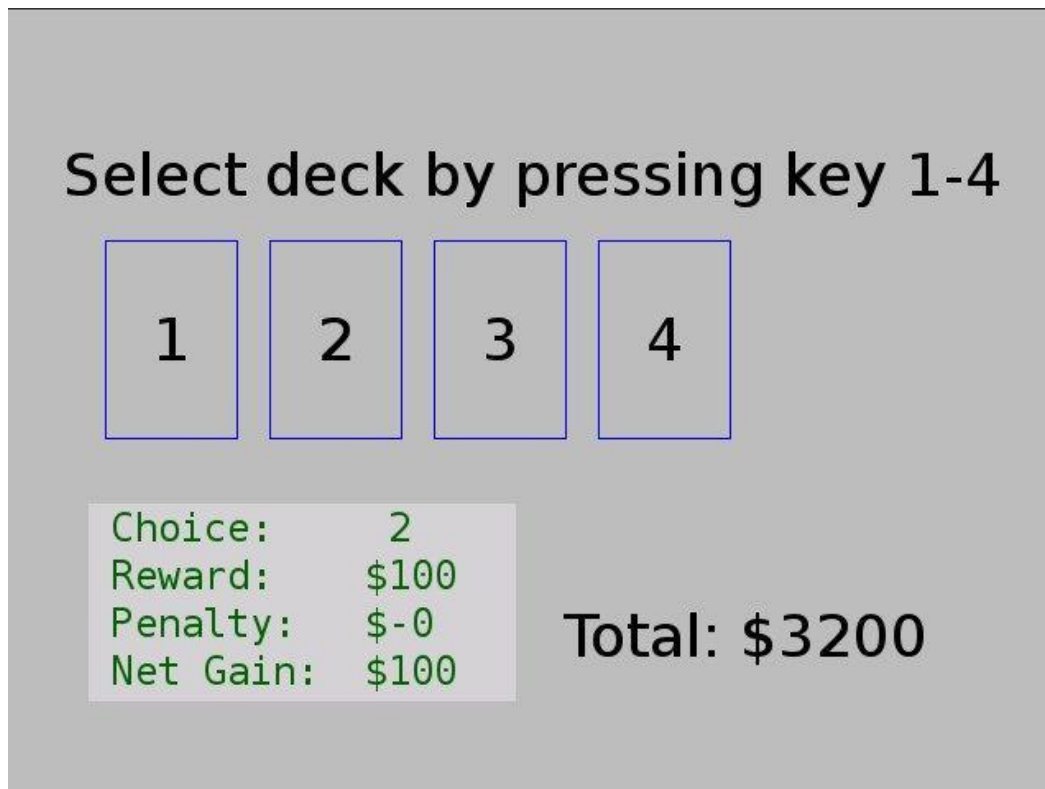 Select deck by pressing key 1-4
1 2 3 4
Choice: 2
Reward: $100
Penalty: $-0
Net Gain: $100
Total: $3200